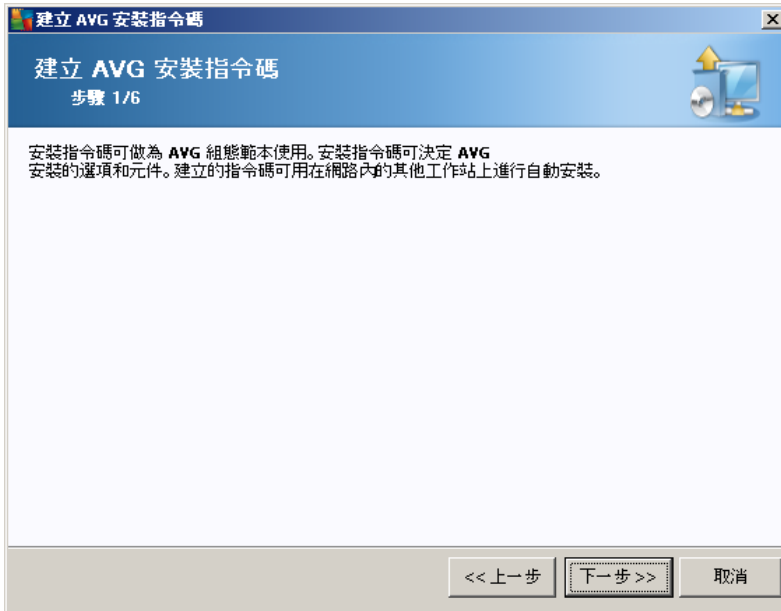 建立 AVG 安裝指令碼
建立 AVG 安裝指令碼
步驟 1/6
安裝指令碼可做為 AVG 組態範本使用。安裝指令碼可決定 AVG
安裝的選項和元件。建立的指令碼可用在網路內的其他工作站上進行自動安裝。
<< 上一步
下一步 >>
取消